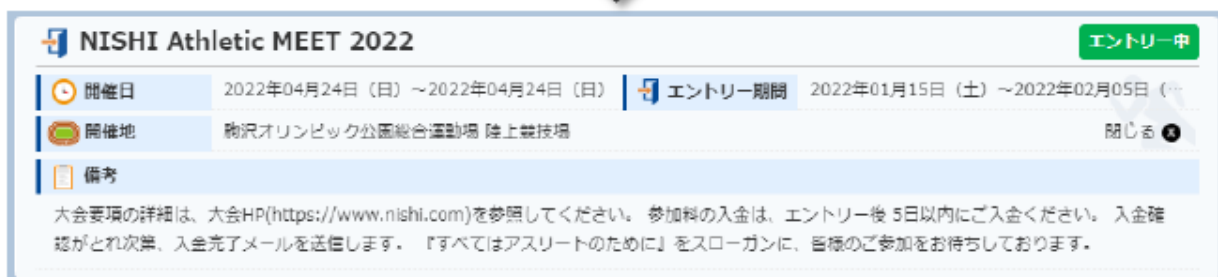 NISHI Athletic MEET 2022 エントリー中
開催日 2022年04月24日（日）～2022年04月24日（日） エントリー期間 2022年01月15日（土）～2022年02月05日（…
開催地 駒沢オリンピック公園総合運動場 陸上競技場 閉じる
備考
大会要項の詳細は、大会HP(https://www.nishi.com)を参照してください。 参加料の入金は、エントリー後 5日以内にご入金ください。 入金確
認がとれ次第、入金完了メールを送信します。 『すべてはアスリートのために』をスローガンに、皆様のご参加をお待ちしております。